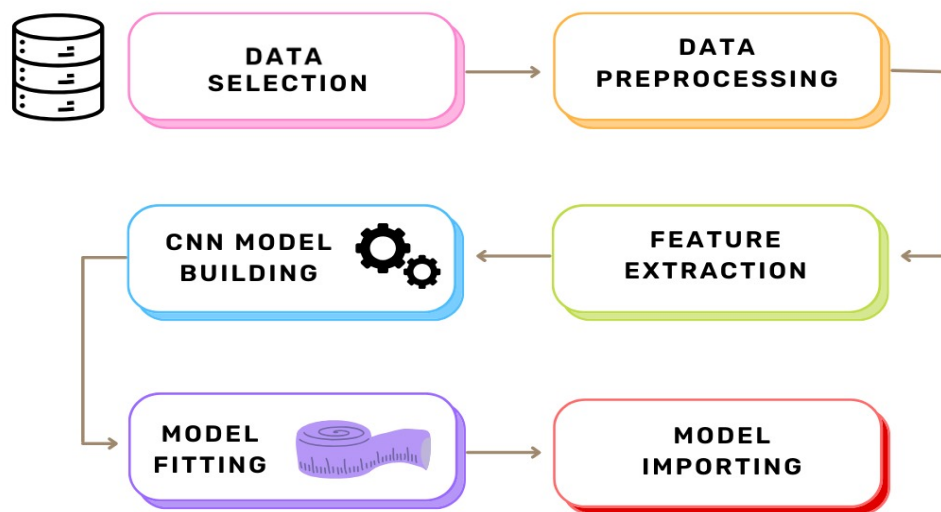 DATA
SELECTION
DATA
PREPROCESSING
FEATURE
EXTRACTION
CNN MODEL
BUILDING
MODEL
FITTING
MODEL
IMPORTING